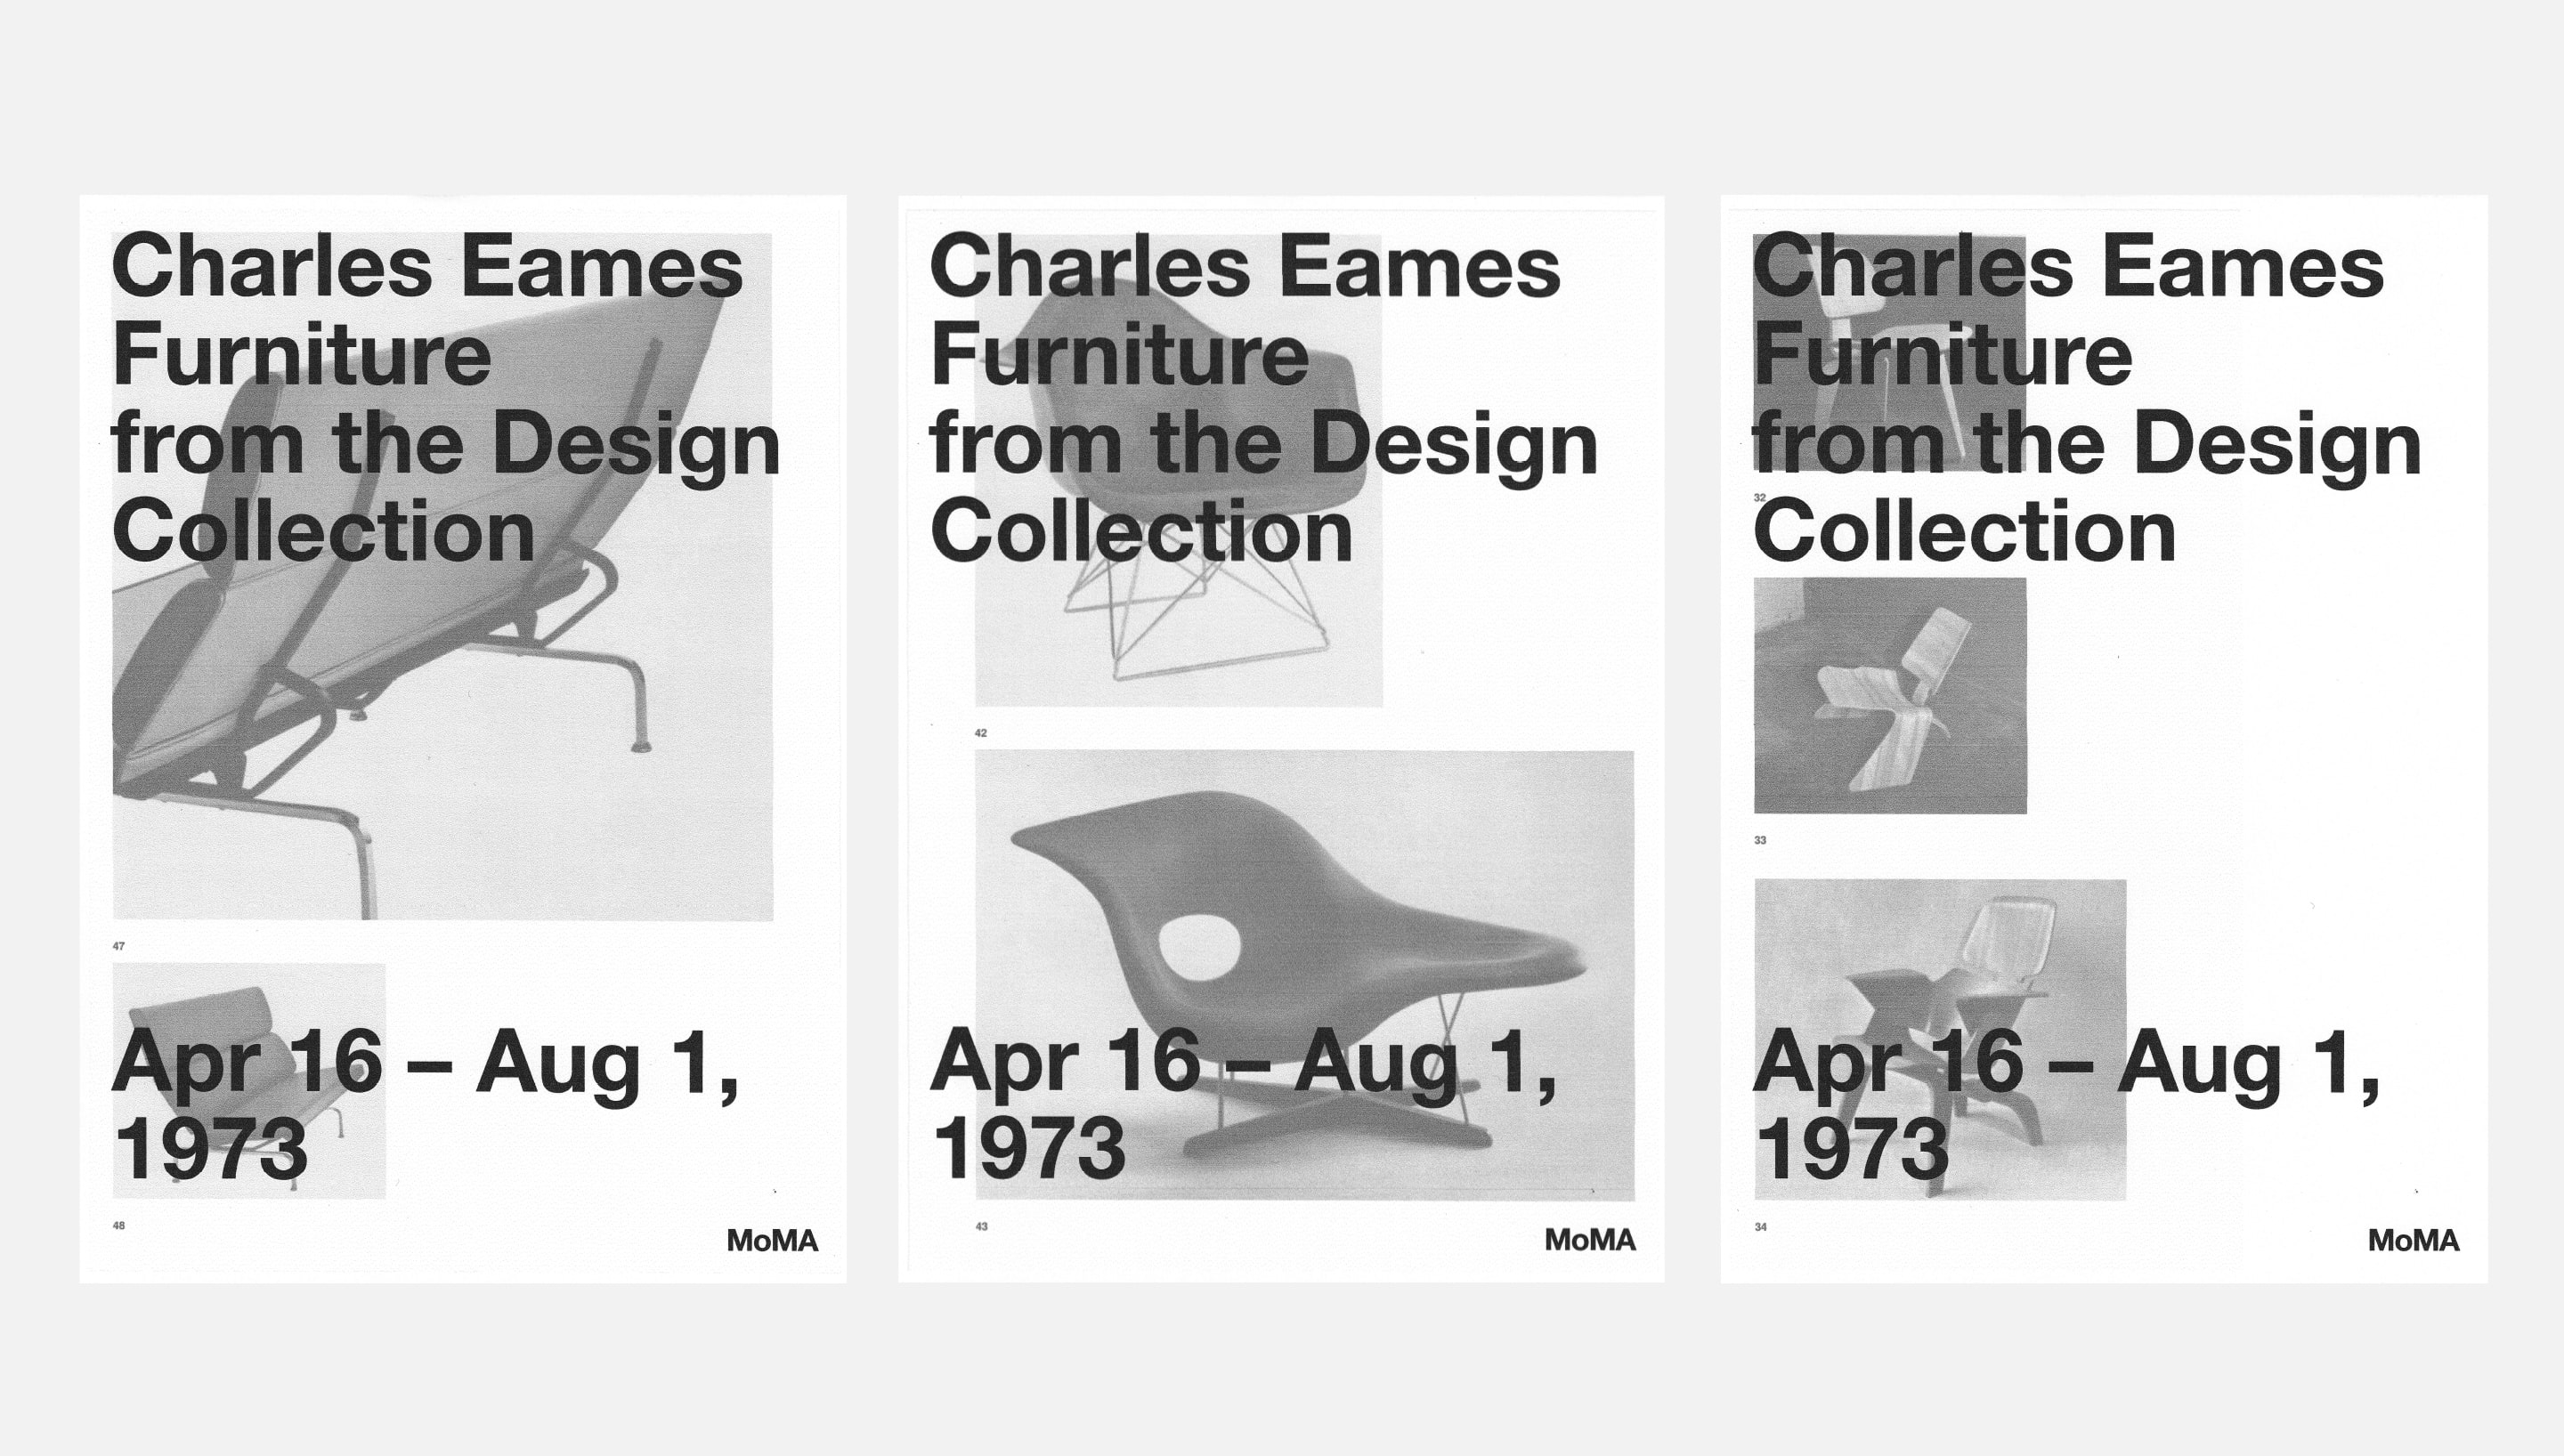 Charles Eames
Furniture
from the Design
Collection
47
Apr 16 – Aug 1,
1973
48
MoMA
Charles Eames
Furniture
from the Design
Collection
42
Apr 16 – Aug 1,
1973
43
MoMA
Charles Eames
Furniture
from the Design
32
Collection
33
Apr 16 – Aug 1,
1973
34
MoMA